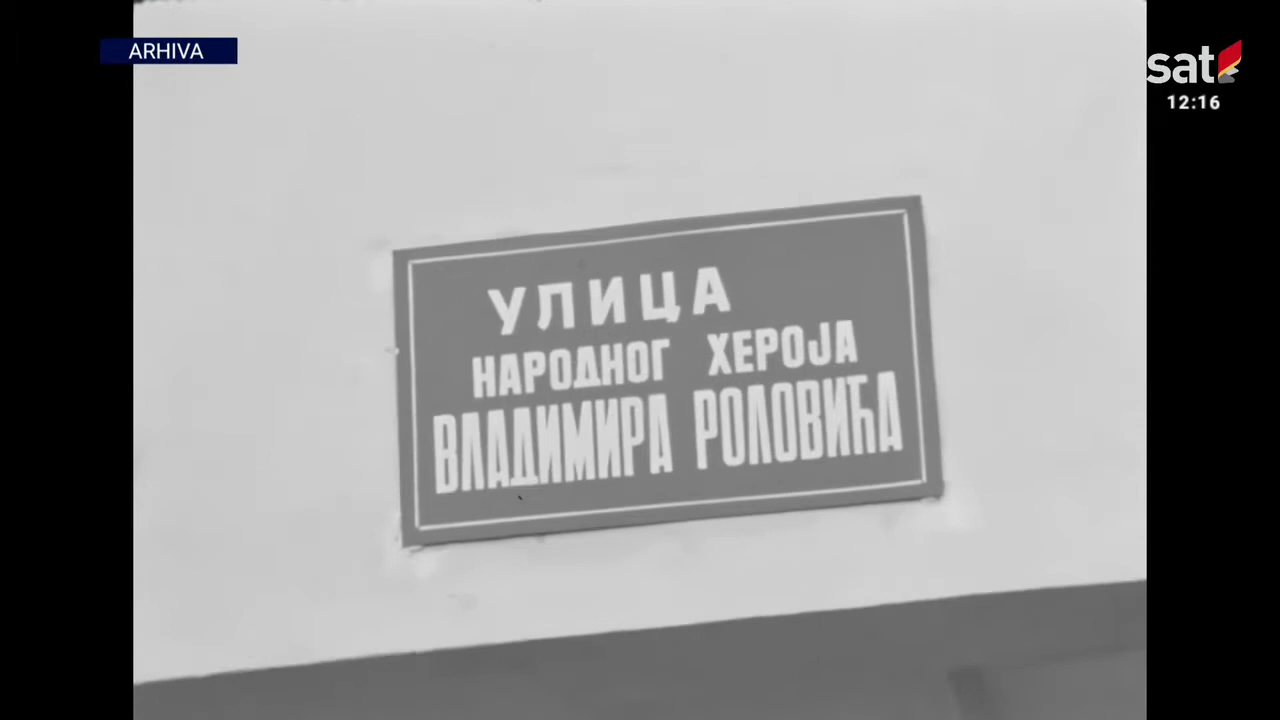 ARHIVA
sat
12:16
УЛИЦА
НАРОДНОГ ХЕРОЈА
ВЛАДИМИРА РОЛОВИЋА